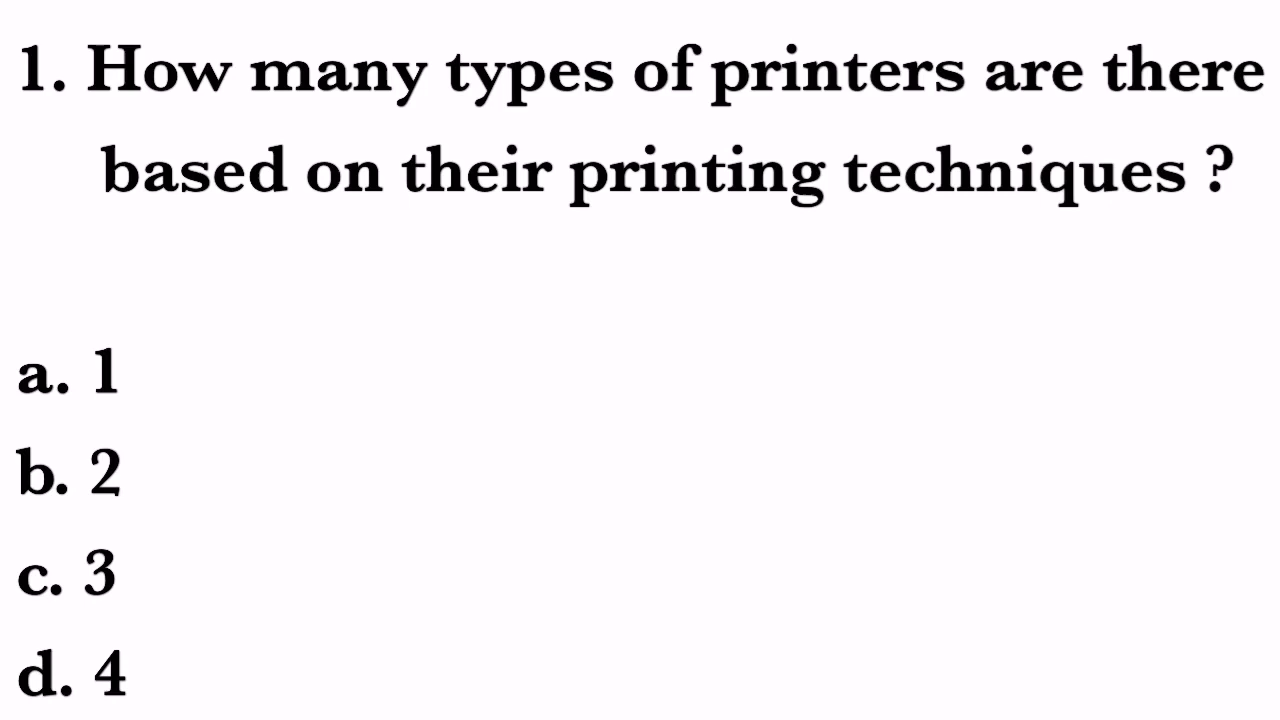 1. How many types of printers are there
based on their printing techniques ?
a. 1
b. 2
c. 3
d. 4